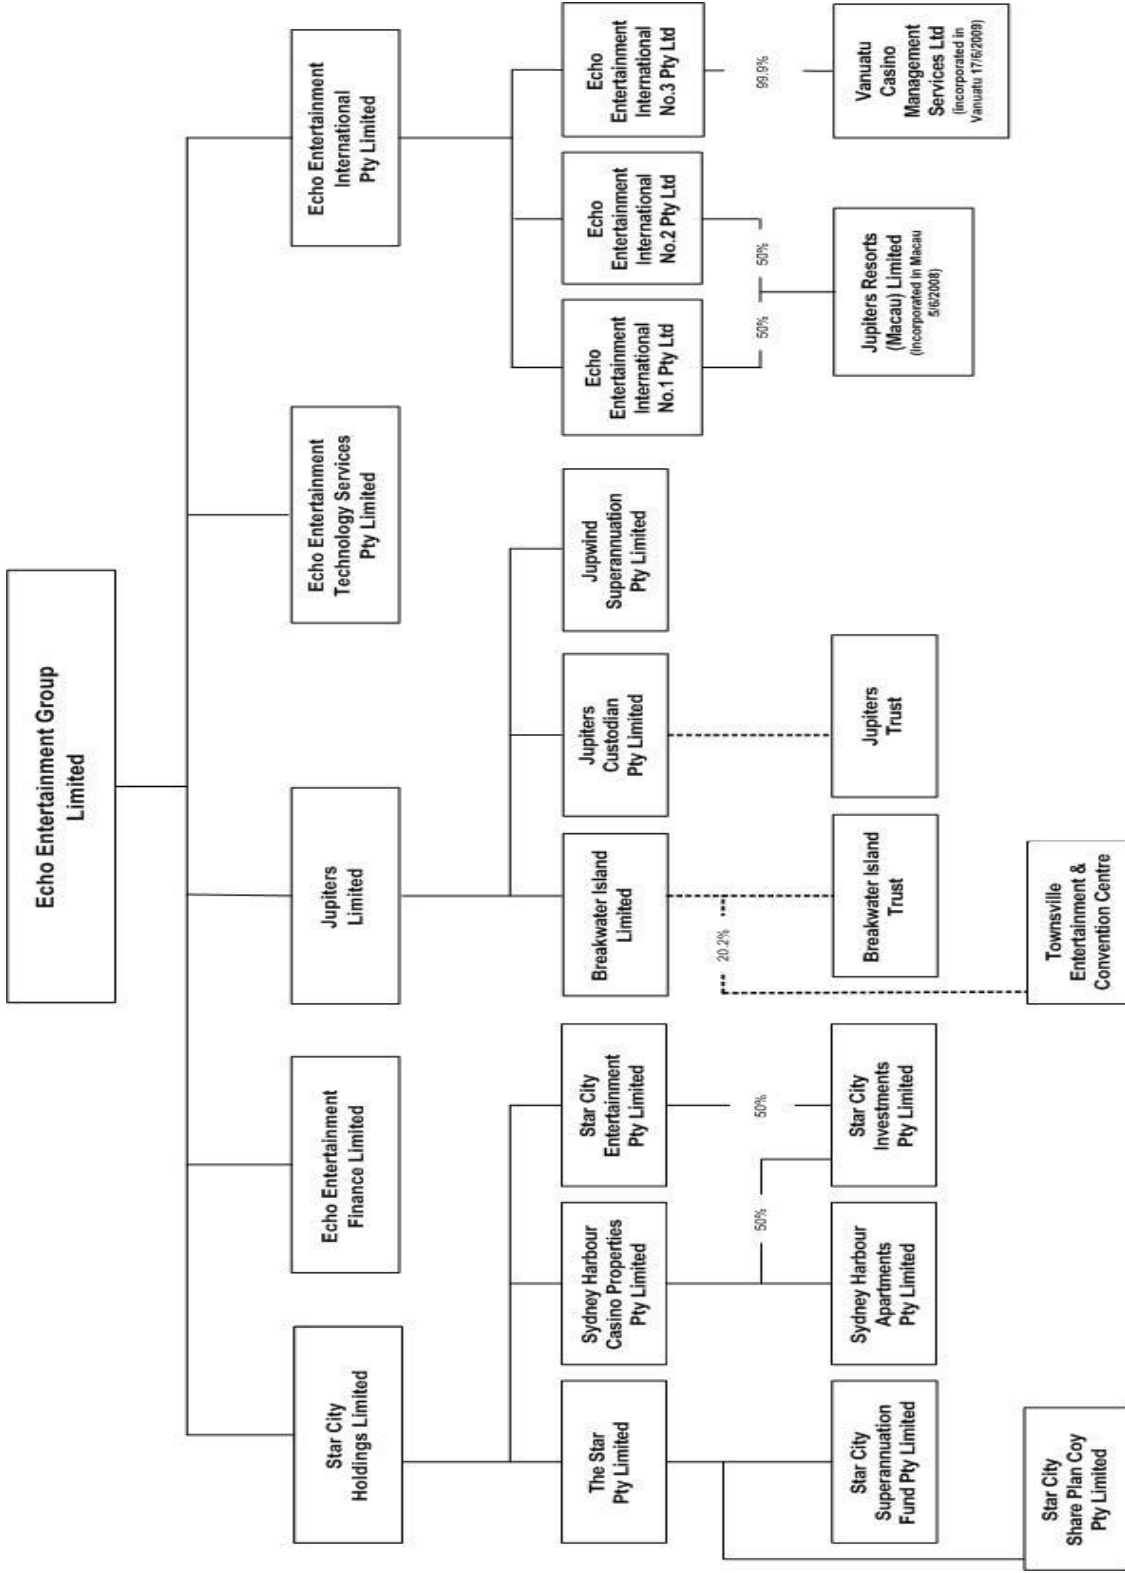 Echo Entertainment Group
Limited
Star City
Holdings Limited
Echo Entertainment
Finance Limited
Jupiters
Limited
Echo Entertainment
Technology Services
Pty Limited
Echo Entertainment
International
Pty Limited
The Star
Pty Limited
Sydney Harbour
Casino Properties
Pty Limited
Star City
Entertainment
Pty Limited
Breakwater Island
Limited
Jupiters
Custodian
Pty Limited
Jupwind
Superannuation
Pty Limited
Echo
Entertainment
International
No.1 Pty Ltd
Echo
Entertainment
International
No.2 Pty Ltd
Echo
Entertainment
International
No.3 Pty Ltd
50%
50%
20.2%
50%
50%
99.9%
Star City
Superannuation
Fund Pty Limited
Sydney Harbour
Apartments
Pty Limited
Star City
Investments
Pty Limited
Breakwater Island
Trust
Jupiters
Trust
Jupiters Resorts
(Macau) Limited
(incorporated in Macau
5/6/2008)
Vanuatu
Casino
Management
Services Ltd
(incorporated in
Vanuatu 17/6/2009)
Star City
Share Plan Coy
Pty Limited
Townsville
Entertainment &
Convention Centre